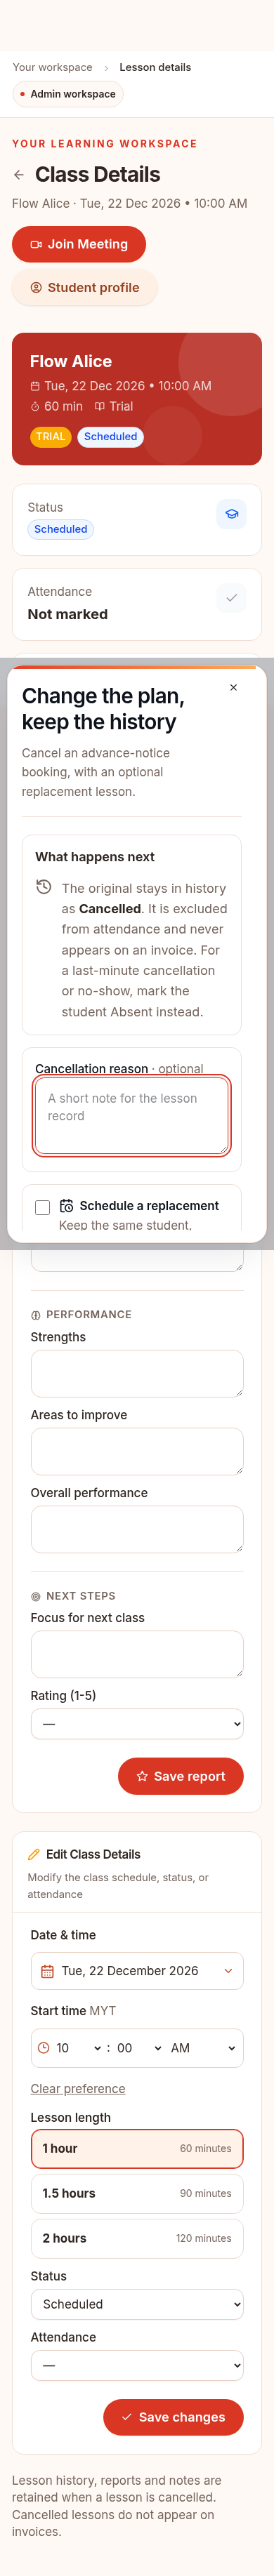 Your workspace > Lesson details
Admin workspace
YOUR LEARNING WORKSPACE
← Class Details
Flow Alice · Tue, 22 Dec 2026 • 10:00 AM
Join Meeting
Student profile
Flow Alice
Tue, 22 Dec 2026 • 10:00 AM
60 min Trial
TRIAL Scheduled
Status
Scheduled
Attendance
Not marked
×
Change the plan,
keep the history
Cancel an advance-notice
booking, with an optional
replacement lesson.
What happens next
The original stays in history
as Cancelled. It is excluded
from attendance and never
appears on an invoice. For
a last-minute cancellation
or no-show, mark the
student Absent instead.
Cancellation reason · optional
A short note for the lesson
record
Schedule a replacement
Keep the same student,
PERFORMANCE
Strengths
Areas to improve
Overall performance
NEXT STEPS
Focus for next class
Rating (1-5)
—
Save report
Edit Class Details
Modify the class schedule, status, or
attendance
Date & time
Tue, 22 December 2026
Start time MYT
10 : 00 AM
Clear preference
Lesson length
1 hour 60 minutes
1.5 hours 90 minutes
2 hours 120 minutes
Status
Scheduled
Attendance
—
Save changes
Lesson history, reports and notes are
retained when a lesson is cancelled.
Cancelled lessons do not appear on
invoices.